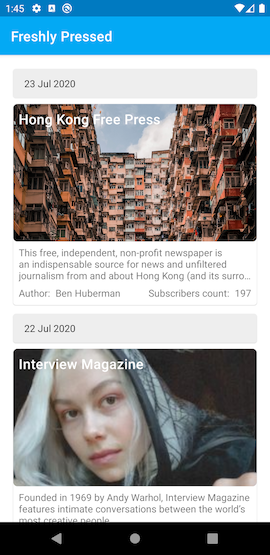 1:45
Freshly Pressed
23 Jul 2020
Hong Kong Free Press
This free, independent, non-profit newspaper is
an indispensable source for news and unfiltered
journalism from and about Hong Kong (and its surro…
Author: Ben Huberman Subscribers count: 197
22 Jul 2020
Interview Magazine
Founded in 1969 by Andy Warhol, Interview Magazine
features intimate conversations between the world's
most creative people